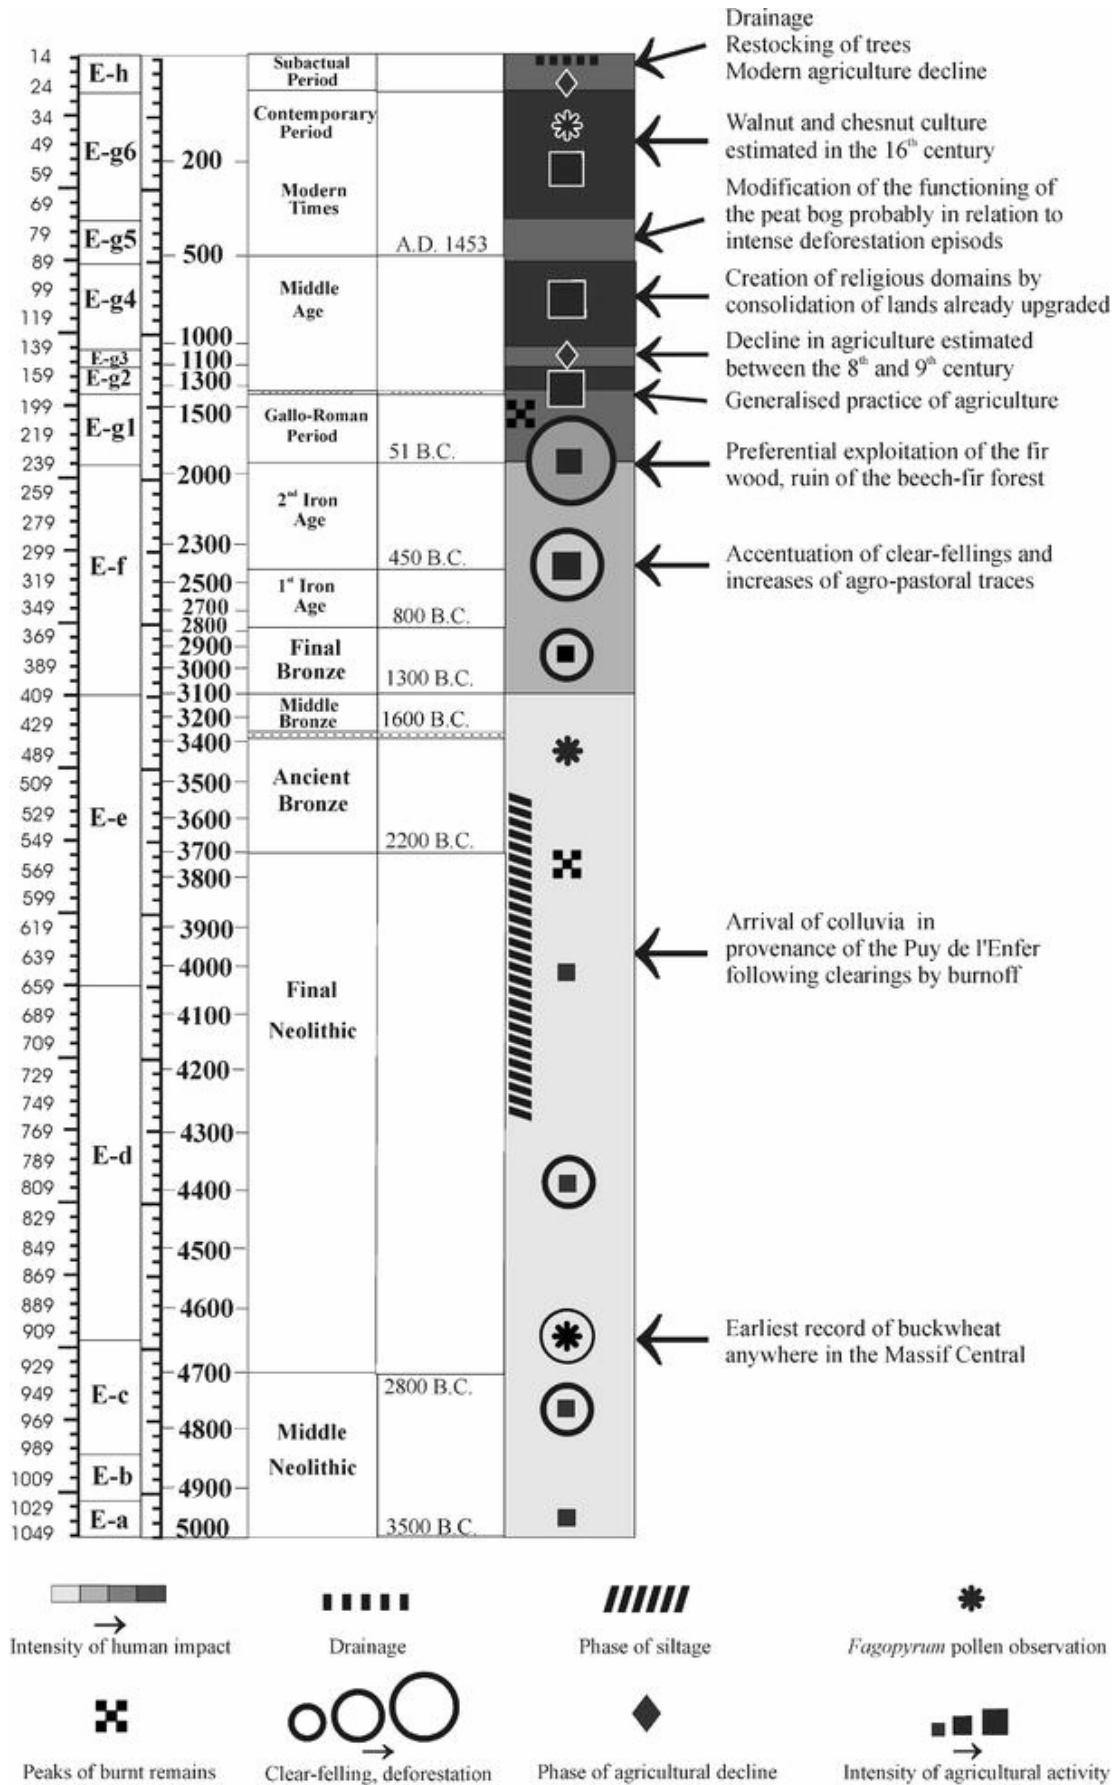 14
24
34
49
59
69
79
89
99
119
139
159
199
219
239
259
279
299
319
349
369
389
409
429
489
509
529
549
569
599
619
639
659
689
709
729
749
769
789
809
829
849
869
889
909
929
949
969
989
1009
1029
1049
E-h
E-g6
E-g5
E-g4
E-g3
E-g2
E-g1
E-f
E-e
E-d
E-c
E-b
E-a
200
500
1000
1100
1300
1500
2000
2300
2500
2700
2800
2900
3000
3100
3200
3400
3500
3600
3700
3800
3900
4000
4100
4200
4300
4400
4500
4600
4700
4800
4900
5000
Subactual
Period
Contemporary
Period
Modern
Times
A.D. 1453
Middle
Age
Gallo-Roman
Period
51 B.C.
2nd Iron
Age
450 B.C.
1st Iron
Age
800 B.C.
Final
Bronze
1300 B.C.
Middle
Bronze
1600 B.C.
Ancient
Bronze
2200 B.C.
Final
Neolithic
2800 B.C.
Middle
Neolithic
3500 B.C.
Drainage
Restocking of trees
Modern agriculture decline
Walnut and chesnut culture
estimated in the 16th century
Modification of the functioning of
the peat bog probably in relation to
intense deforestation episods
Creation of religious domains by
consolidation of lands already upgraded
Decline in agriculture estimated
between the 8th and 9th century
Generalised practice of agriculture
Preferential exploitation of the fir
wood, ruin of the beech-fir forest
Accentuation of clear-fellings and
increases of agro-pastoral traces
Arrival of colluvia in
provenance of the Puy de l'Enfer
following clearings by burnoff
Earliest record of buckwheat
anywhere in the Massif Central
Intensity of human impact
Drainage
Phase of siltage
Fagopyrum pollen observation
Peaks of burnt remains
Clear-felling, deforestation
Phase of agricultural decline
Intensity of agricultural activity